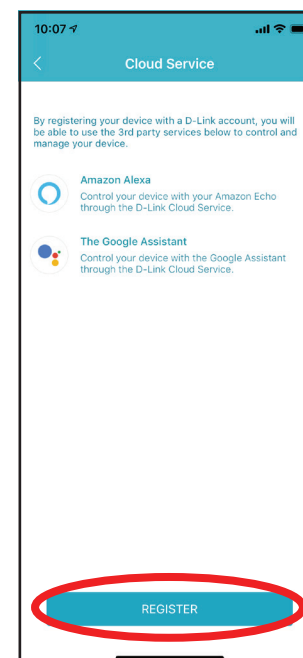 10:07
Cloud Service
By registering your device with a D-Link account, you will
be able to use the 3rd party services below to control and
manage your device.
Amazon Alexa
Control your device with your Amazon Echo
through the D-Link Cloud Service.
The Google Assistant
Control your device with the Google Assistant
through the D-Link Cloud Service.
REGISTER